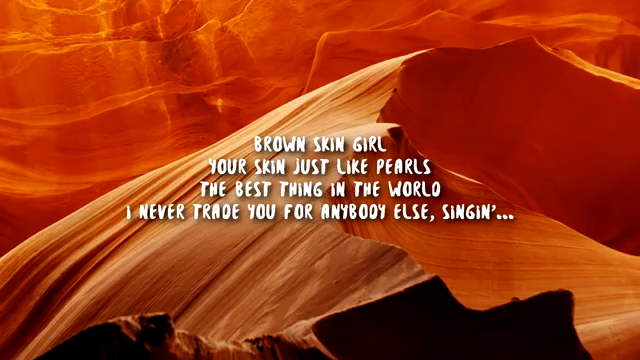 BROWN SKIN GIRL
YOUR SKIN JUST LIKE PEARLS
THE BEST THING IN THE WORLD
I NEVER TRADE YOU FOR ANYBODY ELSE, SINGIN'...